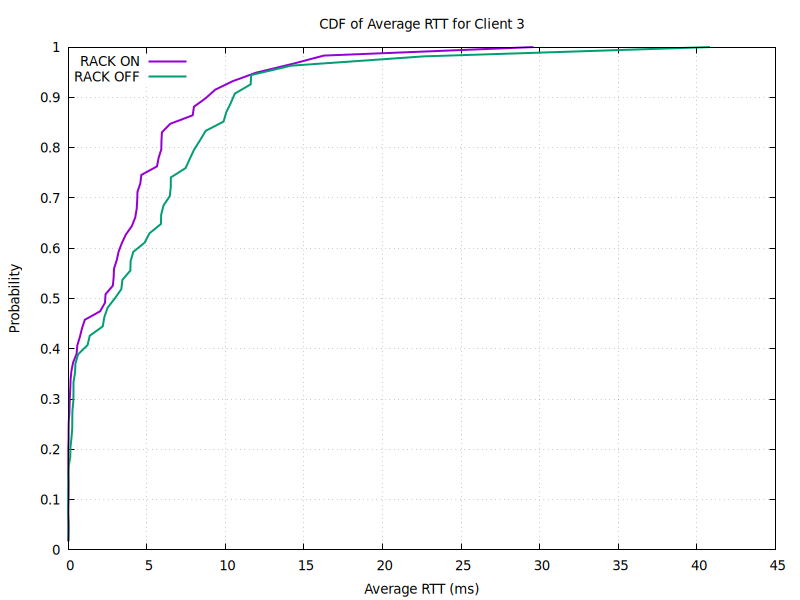 CDF of Average RTT for Client 3
1
RACK ON
RACK OFF
0.9
0.8
0.7
0.6
0.5
0.4
0.3
0.2
0.1
0
Probability
0 5 10 15 20 25 30 35 40 45
Average RTT (ms)